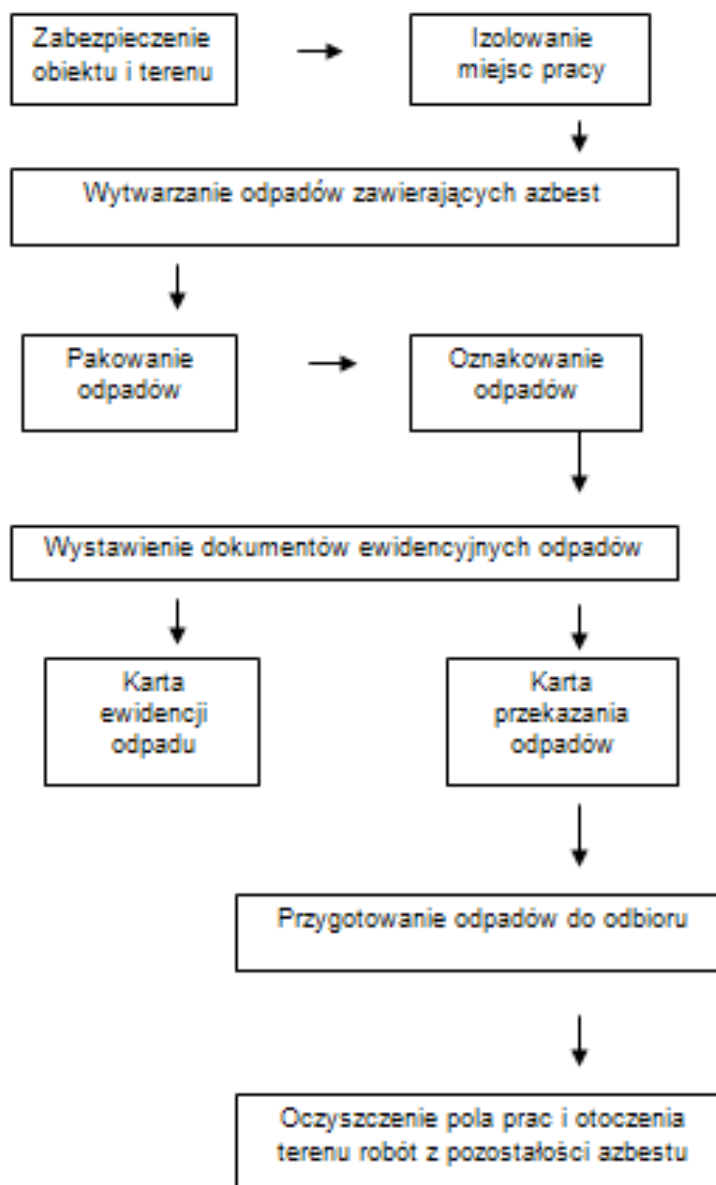 Zabezpieczenie
obiektu i terenu
Izolowanie
miejsc pracy
Wytwarzanie odpadów zawierających azbest
Pakowanie
odpadów
Oznakowanie
odpadów
Wystawienie dokumentów ewidencyjnych odpadów
Karta
ewidencji
odpadu
Karta
przekazania
odpadów
Przygotowanie odpadów do odbioru
Oczyszczenie pola prac i otoczenia
terenu robót z pozostałości azbestu